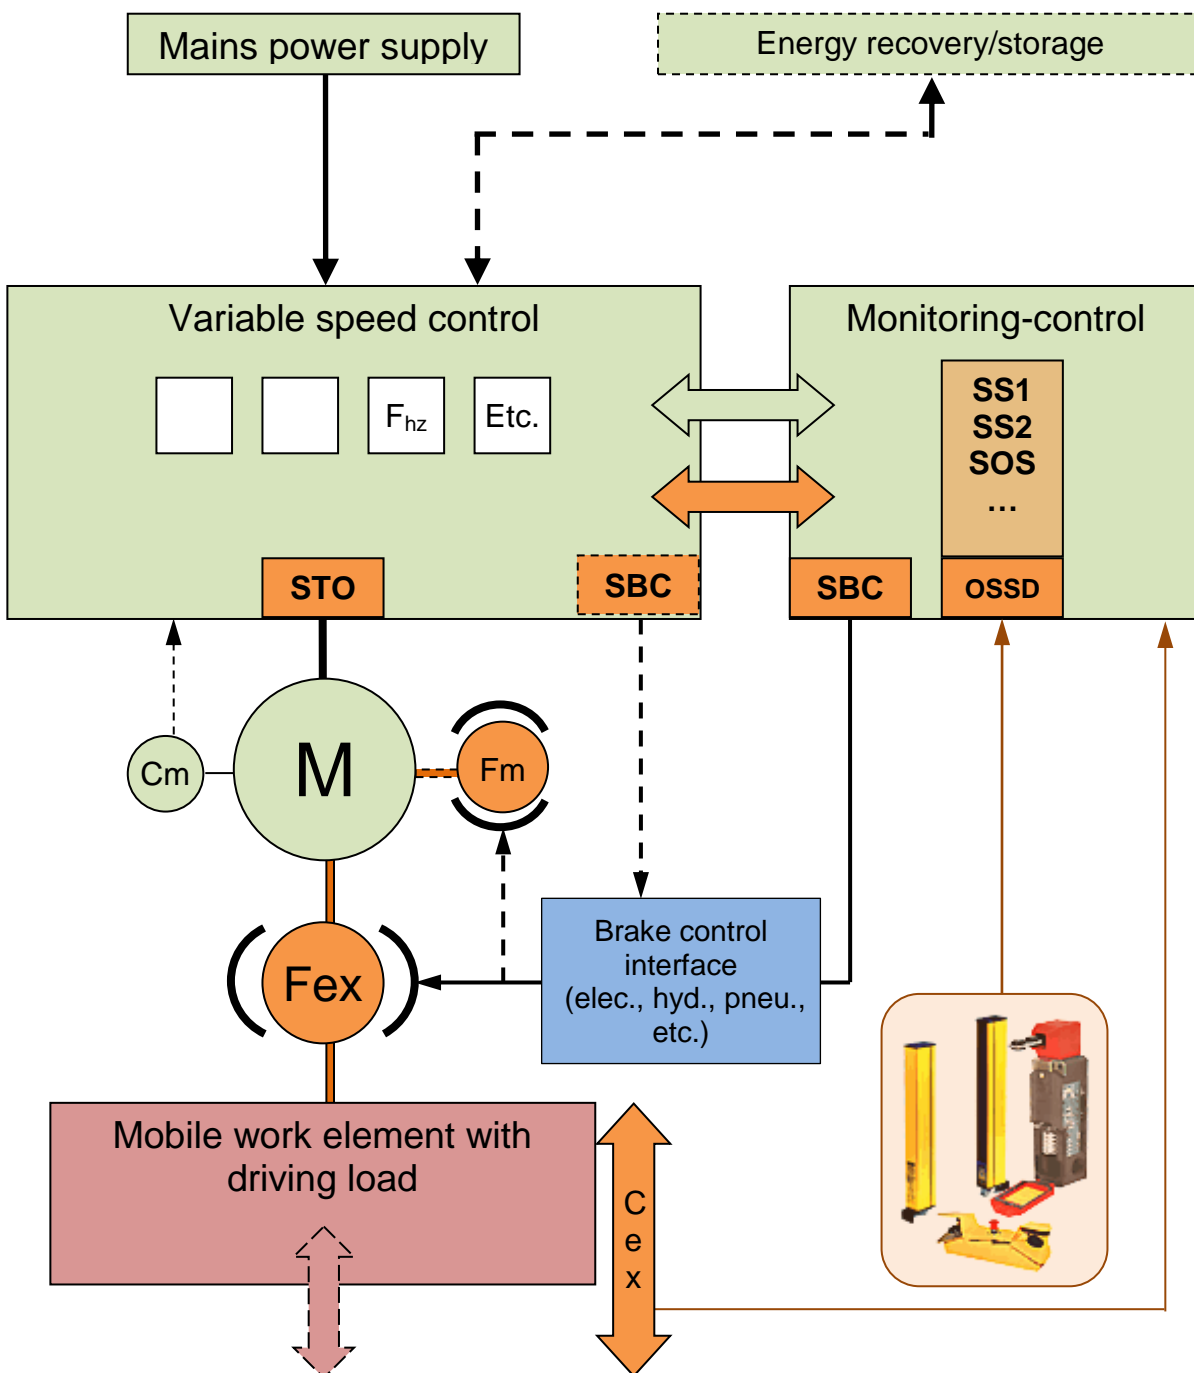 Mains power supply
Energy recovery/storage
Variable speed control
Monitoring-control
F_hz
Etc.
SS1
SS2
SOS
...
STO
SBC
SBC
OSSD
Cm
M
Fm
Fex
Brake control
interface
(elec., hyd., pneu.,
etc.)
Mobile work element with
driving load
C
e
x